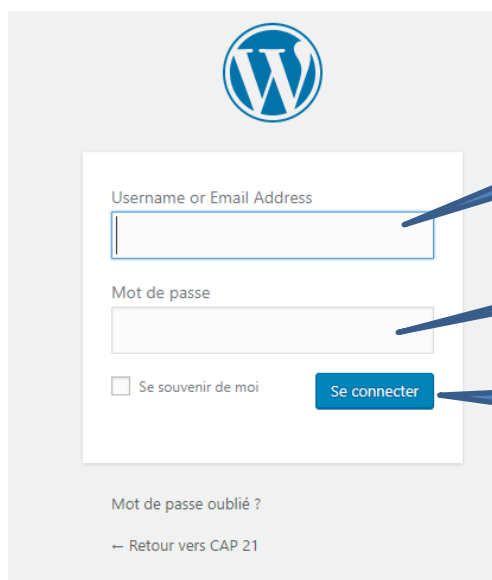 Username or Email Address
Mot de passe
Se souvenir de moi
Se connecter
Mot de passe oublié ?
← Retour vers CAP 21